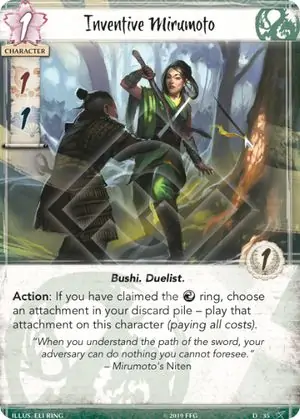 1
Inventive Mirumoto
CHARACTER
1
1
1
Bushi. Duelist.
Action: If you have claimed the ring, choose
an attachment in your discard pile – play that
attachment on this character (paying all costs).
"When you understand the path of the sword, your
adversary can do nothing you cannot foresee."
– Mirumoto's Niten
ILLUS. ELI RING
©2019 FFG